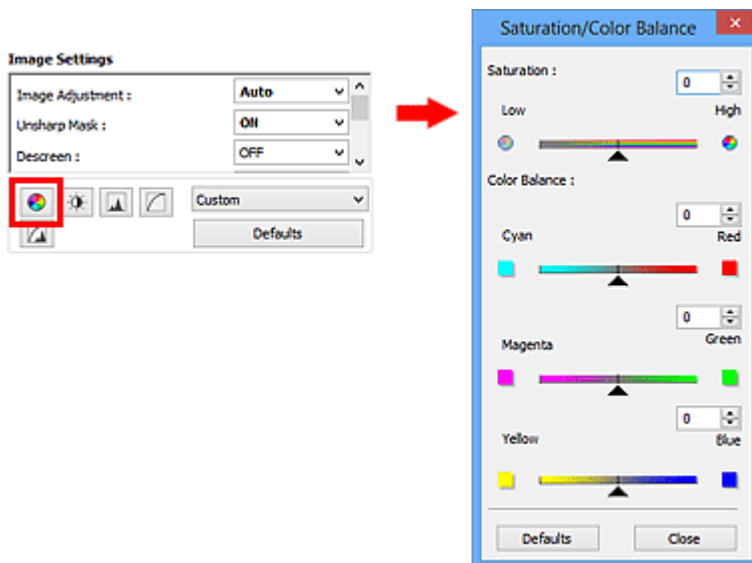 Image Settings
Image Adjustment :
Auto
Unsharp Mask :
ON
Descreen :
OFF
Custom
Defaults
Saturation/Color Balance
Saturation :
0
Low
High
Color Balance :
0
Cyan
Red
0
Magenta
Green
0
Yellow
Blue
Defaults
Close